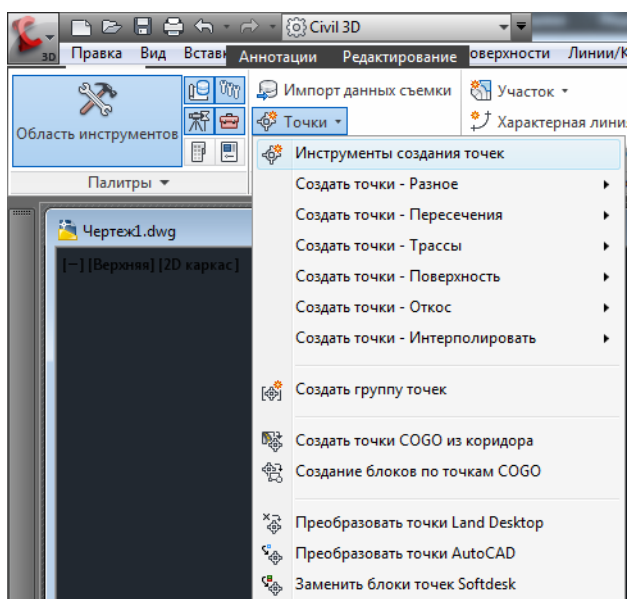 Civil 3D
3D
Правка Вид Встав Аннотации Редактирование оверхности Линии/К
Импорт данных съемки Участок
Область инструментов Точки Характерная лини
Палитры
Инструменты создания точек
Создать точки - Разное
Чертеж1.dwg
Создать точки - Пересечения
[−][Верхняя][2D каркас]
Создать точки - Трассы
Создать точки - Поверхность
Создать точки - Откос
Создать точки - Интерполировать
Создать группу точек
Создать точки COGO из коридора
Создание блоков по точкам COGO
Преобразовать точки Land Desktop
Преобразовать точки AutoCAD
Заменить блоки точек Softdesk